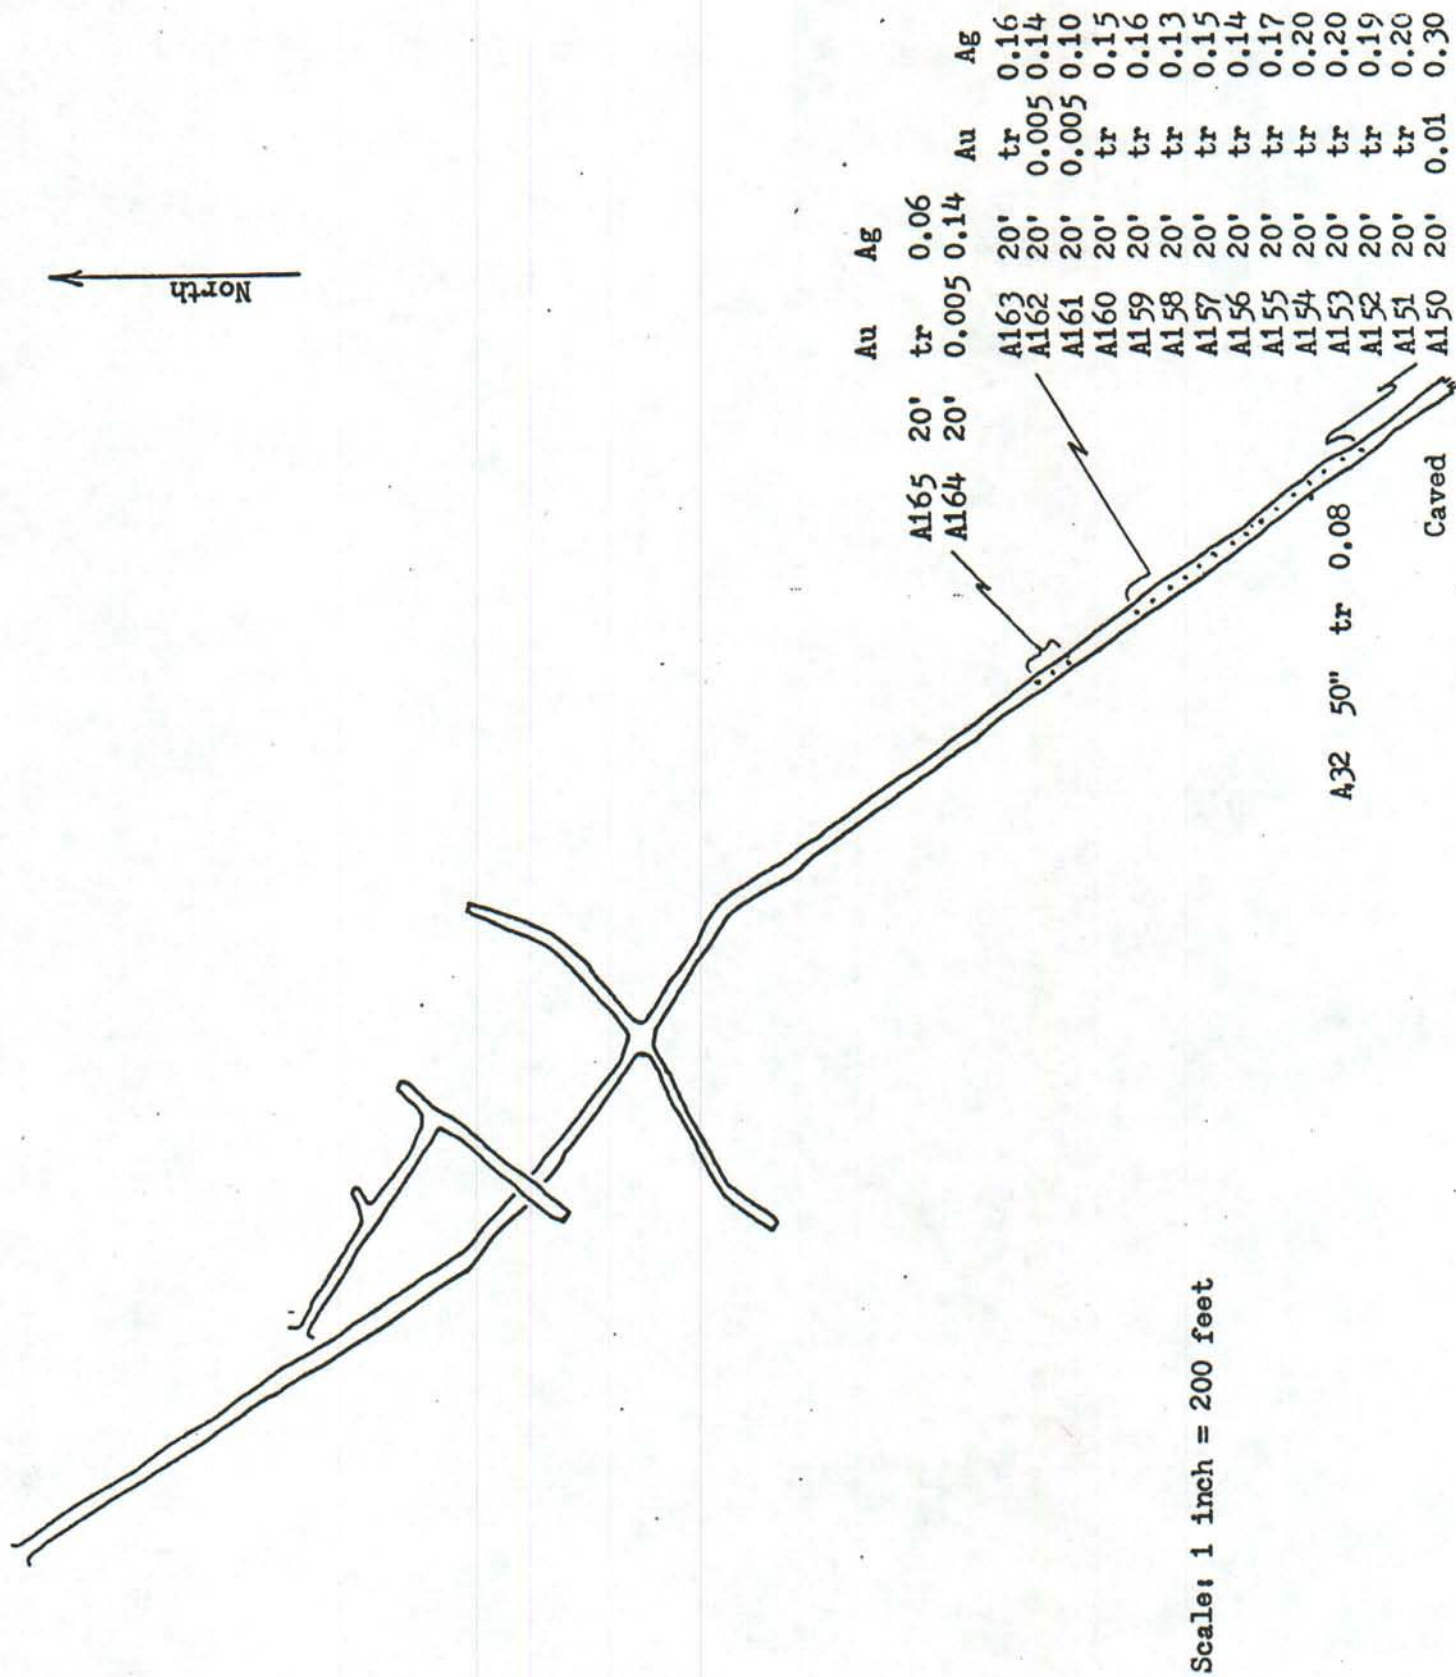 North
Au Ag
A165 20' tr 0.06
A164 20' 0.005 0.14
Au Ag
A163 20' tr 0.16
A162 20' 0.005 0.14
A161 20' 0.005 0.10
A160 20' tr 0.15
A159 20' tr 0.16
A158 20' tr 0.13
A157 20' tr 0.15
A156 20' tr 0.14
A155 20' tr 0.17
A154 20' tr 0.20
A153 20' tr 0.20
A152 20' tr 0.19
A151 20' tr 0.20
A150 20' 0.01 0.30
A32 50" tr 0.08
Caved
Scale: 1 inch = 200 feet